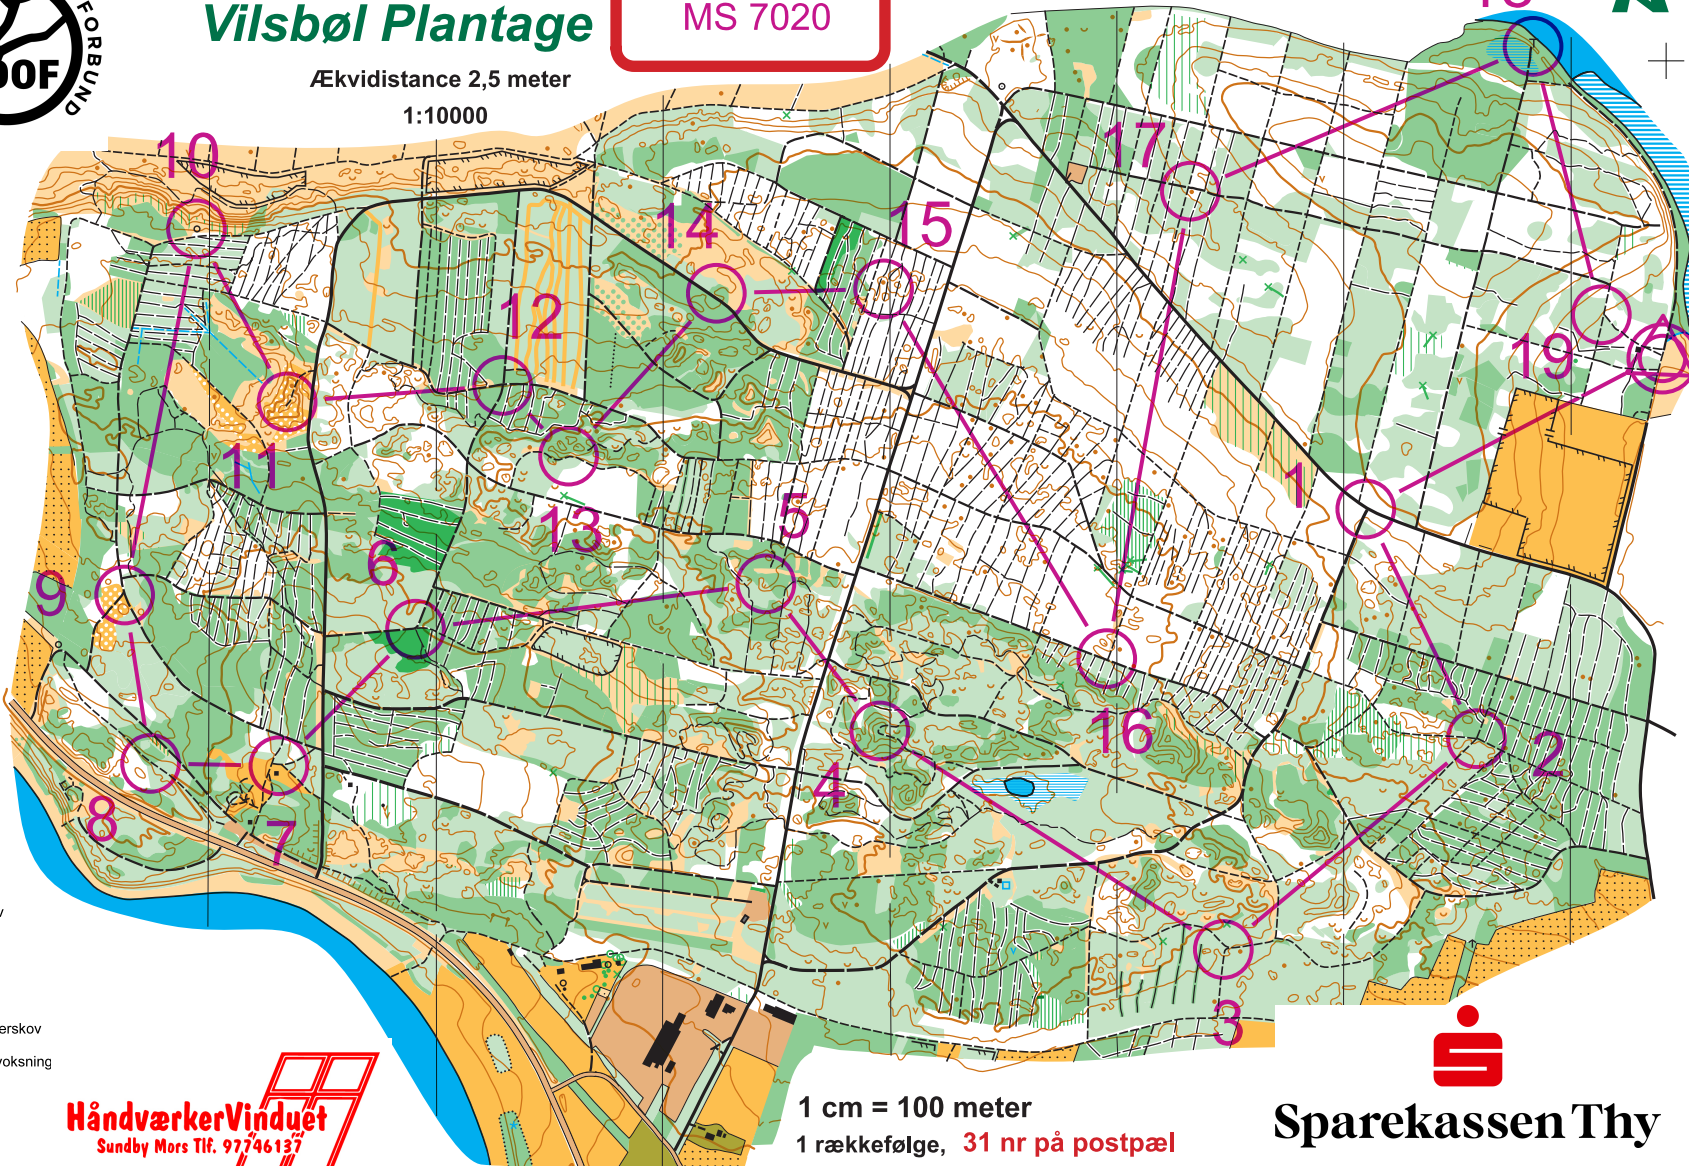 FORBUND
DOF
Vilsbøl Plantage
MS 7020
Ækvidistance 2,5 meter
1:10000
10
17
14
15
12
19
11
1
5
13
6
9
16
2
4
8
7
3
erskov
voksning
HåndværkerVinduet
Sundby Mors Tlf. 97746137
1 cm = 100 meter
1 rækkefølge, 31 nr på postpæl
Sparekassen Thy